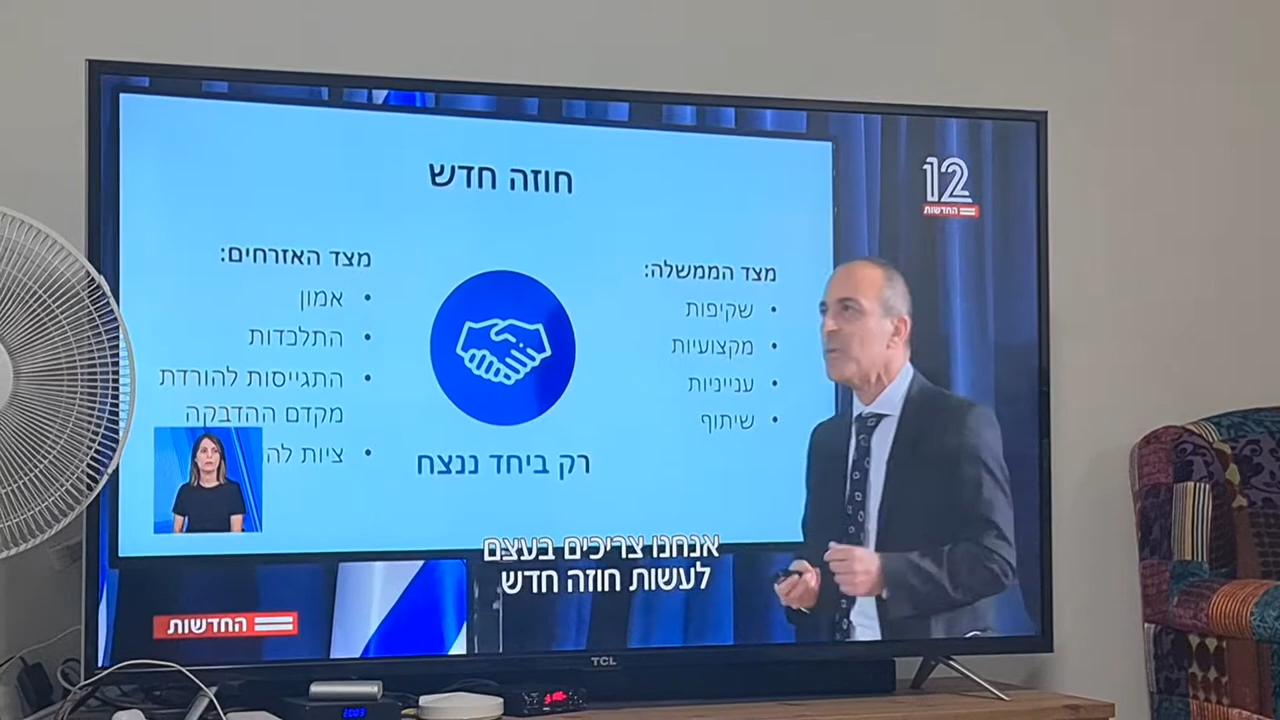 חוזה חדש
מצד הממשלה:
• שקיפות
• מקצועיות
• ענייניות
• שיתוף
מצד האזרחים:
• אמון
• התלכדות
• התגייסות להורדת
מקדם ההדבקה
• ציות
רק ביחד ננצח
12
החדשות
אנחנו צריכים בעצם
לעשות חוזה חדש
החדשות
TCL